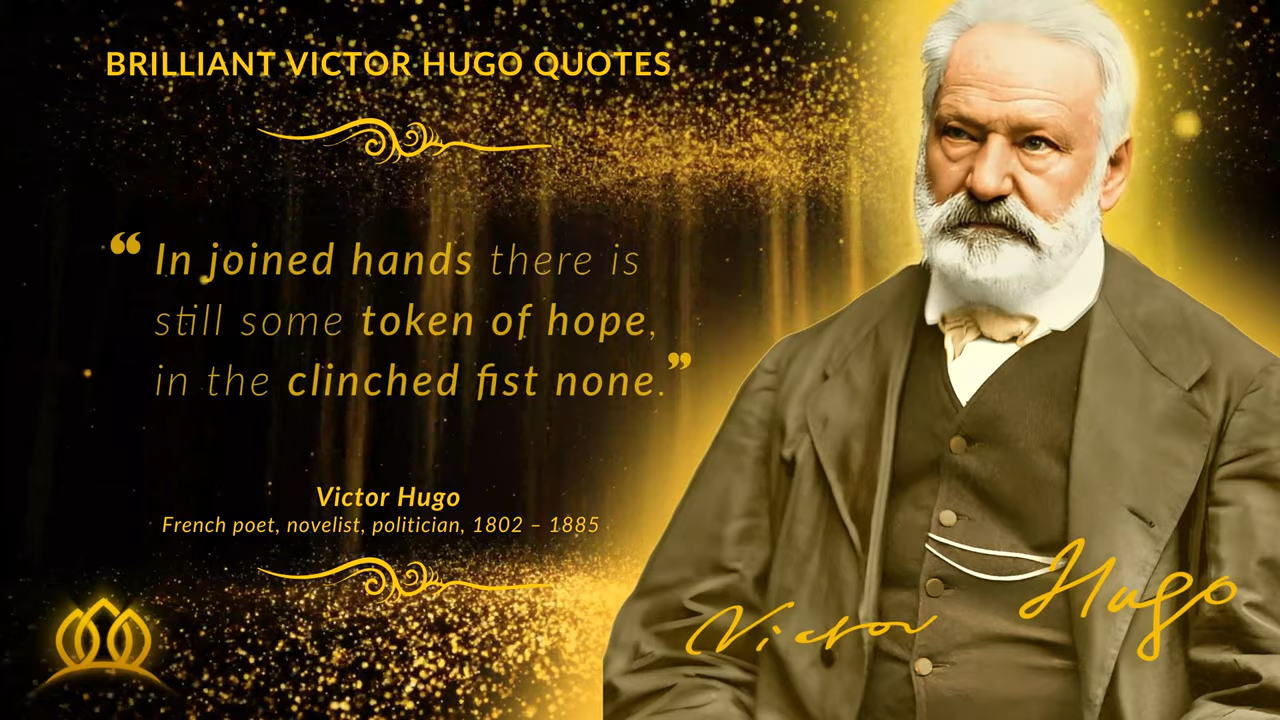 BRILLIANT VICTOR HUGO QUOTES
“In joined hands there is
still some token of hope,
in the clinched fist none.”
Victor Hugo
French poet, novelist, politician, 1802 – 1885
Victor Hugo